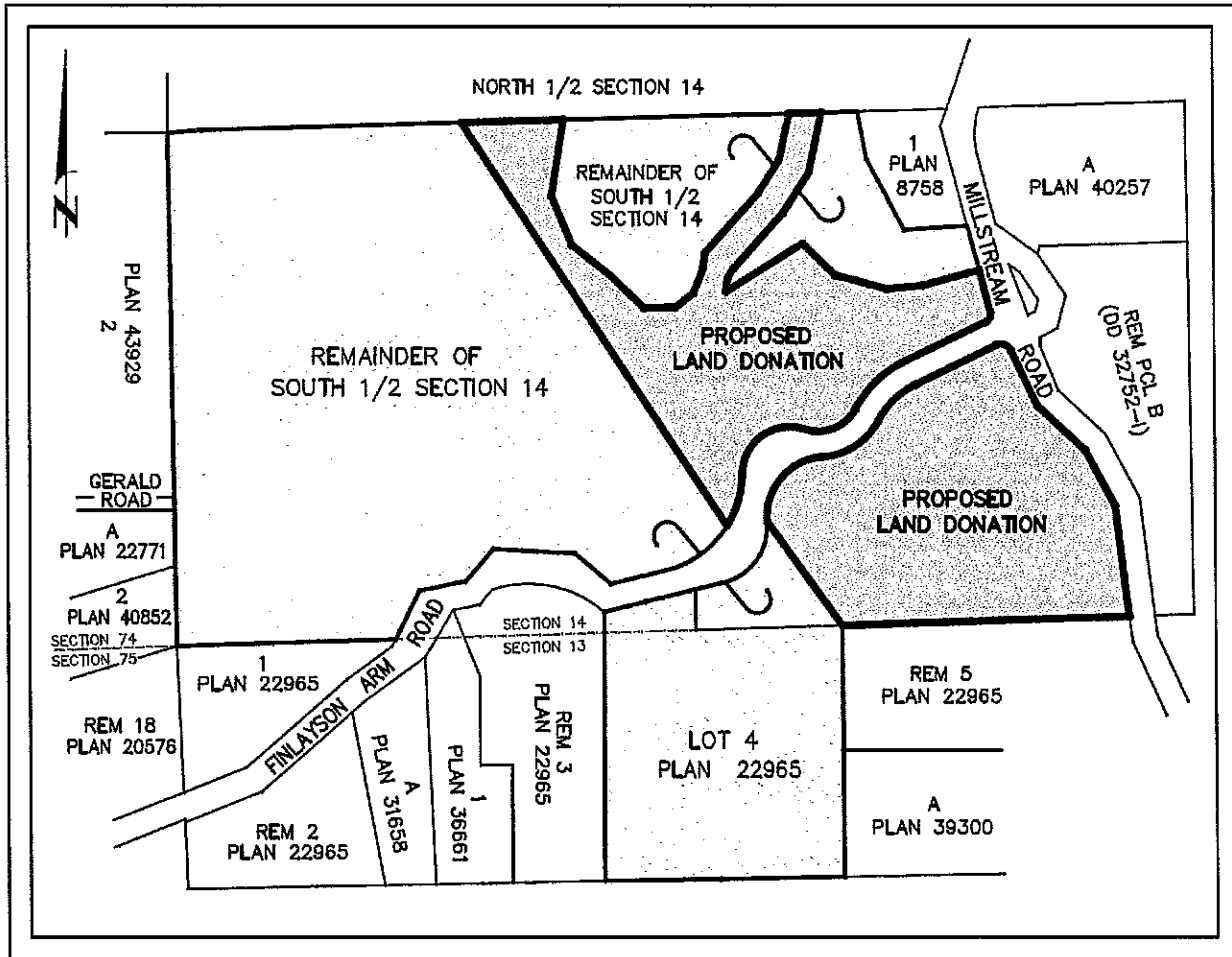 NORTH 1/2 SECTION 14
N
1
PLAN
8758
A
PLAN 40257
REMAINDER OF
SOUTH 1/2
SECTION 14
MILLSTREAM
ROAD
PLAN 43929
2
REM PCL B
(DD 32752-I)
REMAINDER OF
SOUTH 1/2 SECTION 14
PROPOSED
LAND DONATION
GERALD
ROAD
PROPOSED
LAND DONATION
A
PLAN 22771
2
PLAN 40852
SECTION 74
SECTION 75
SECTION 14
SECTION 13
FINLAYSON ARM ROAD
1
PLAN 22965
REM 18
PLAN 20576
REM 2
PLAN 22965
A
PLAN 31658
1
PLAN 36661
REM 3
PLAN 22965
LOT 4
PLAN 22965
REM 5
PLAN 22965
A
PLAN 39300